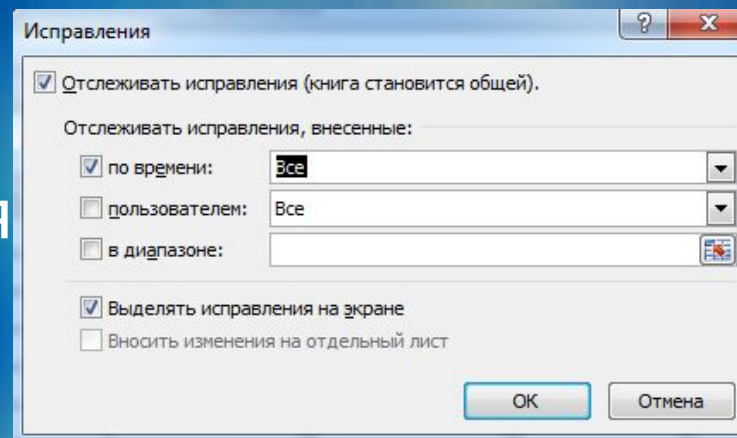 Исправления
Отслеживать исправления (книга становится общей).
Отслеживать исправления, внесенные:
по времени: Все
пользователем: Все
в диапазоне:
я
Выделять исправления на экране
Вносить изменения на отдельный лист
ОК Отмена